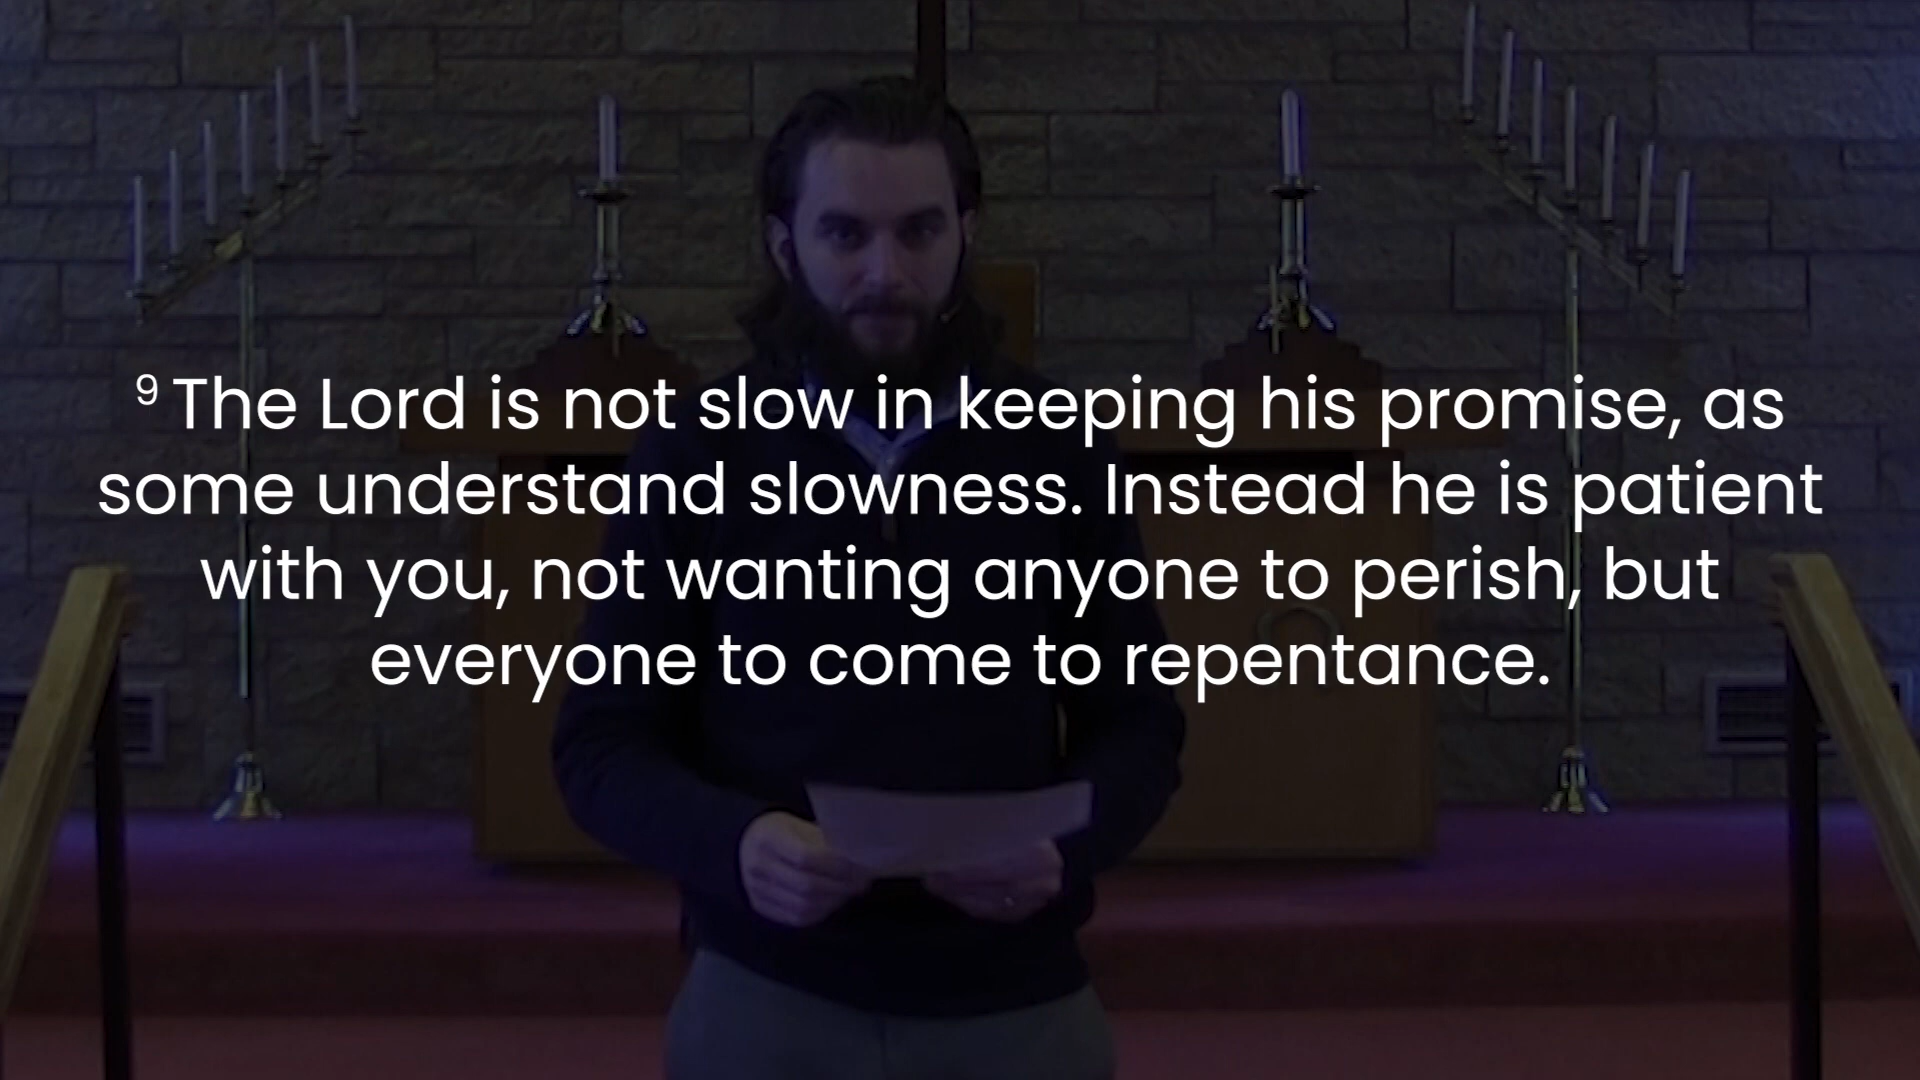 9 The Lord is not slow in keeping his promise, as
some understand slowness. Instead he is patient
with you, not wanting anyone to perish, but
everyone to come to repentance.